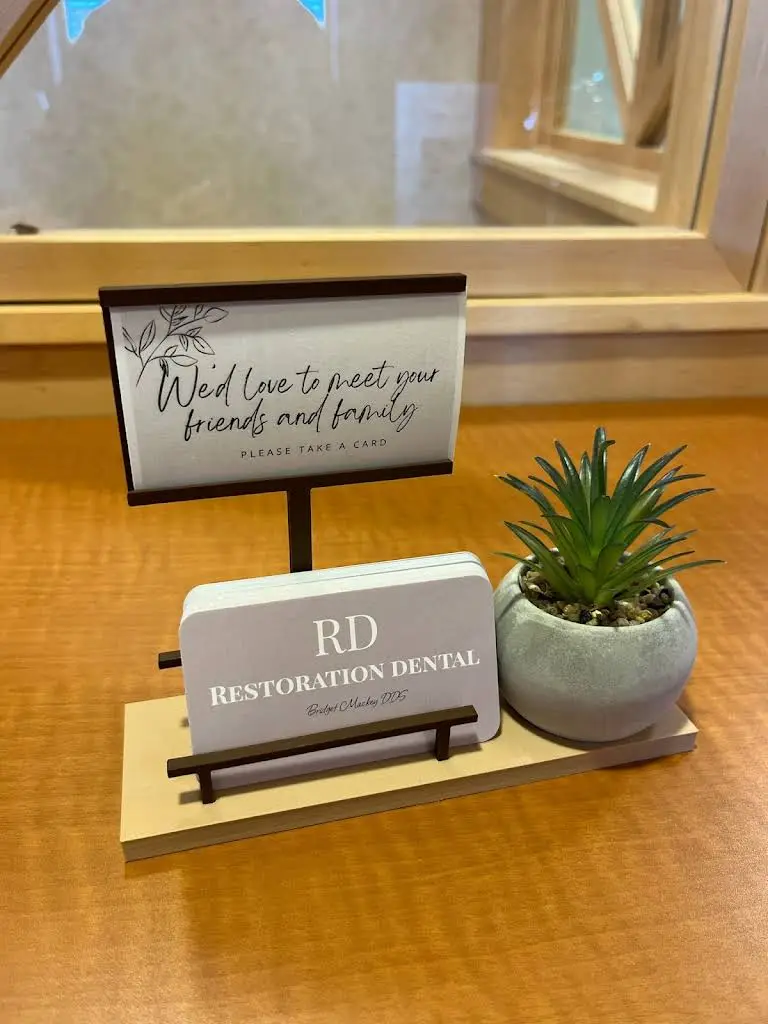 We'd love to meet your
friends and family
PLEASE TAKE A CARD
RD
RESTORATION DENTAL
Bridget Mackey DDS